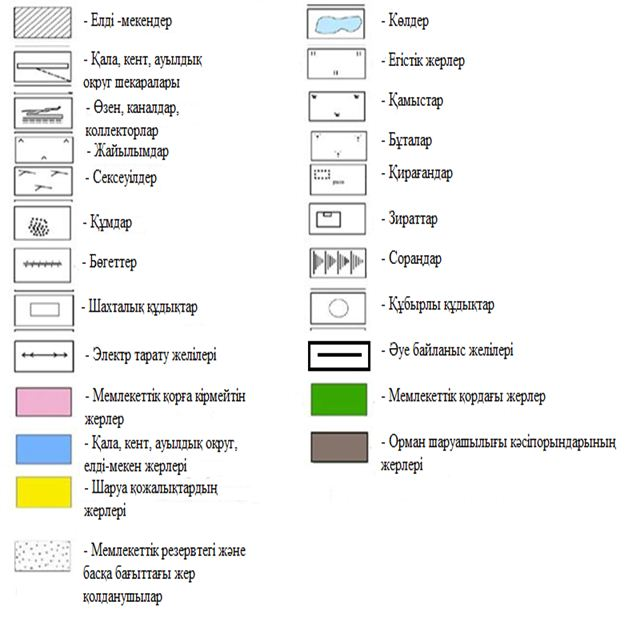 - Елді -мекендер
- Қала, кент, ауылдық
округ шекаралары
- Өзен, каналдар,
коллекторлар
- Жайылымдар
- Сексеуілдер
- Құмдар
- Бөгеттер
- Шахталық құдықтар
- Электр тарату желілері
- Мемлекеттік қорға кірмейтін
жерлер
- Қала, кент, ауылдық округ,
елді-мекен жерлері
- Шаруа қожалықтардың
жерлері
- Мемлекеттік резервтегі және
басқа бағыттағы жер
қолданушылар
- Көлдер
- Егістік жерлер
- Қамыстар
- Бұталар
- Қирағандар
- Зираттар
- Сорандар
- Құбырлы құдықтар
- Әуе байланыс желілері
- Мемлекеттік қордағы жерлер
- Орман шаруашылығы кәсіпорындарының
жерлері